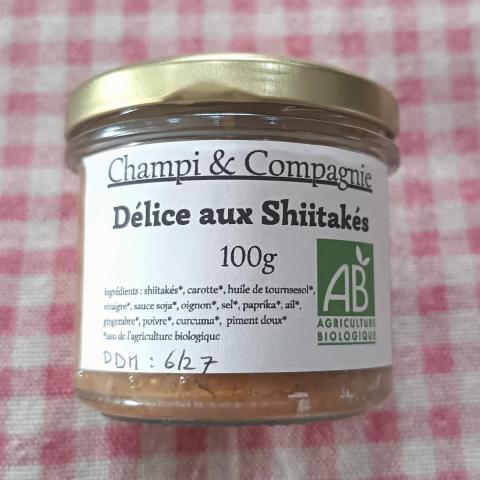 Champi & Compagnie
Délice aux Shiitakés
100g
Ingrédients : shiitakés*, carotte*, huile de tournsesol*,
vinaigre*, sauce soja*, oignon*, sel*, paprika*, ail*,
gingembre*, poivre*, curcuma*, piment doux*
*issu de l'agriculture biologique
DDM : 6/27
AB
AGRICULTURE
BIOLOGIQUE